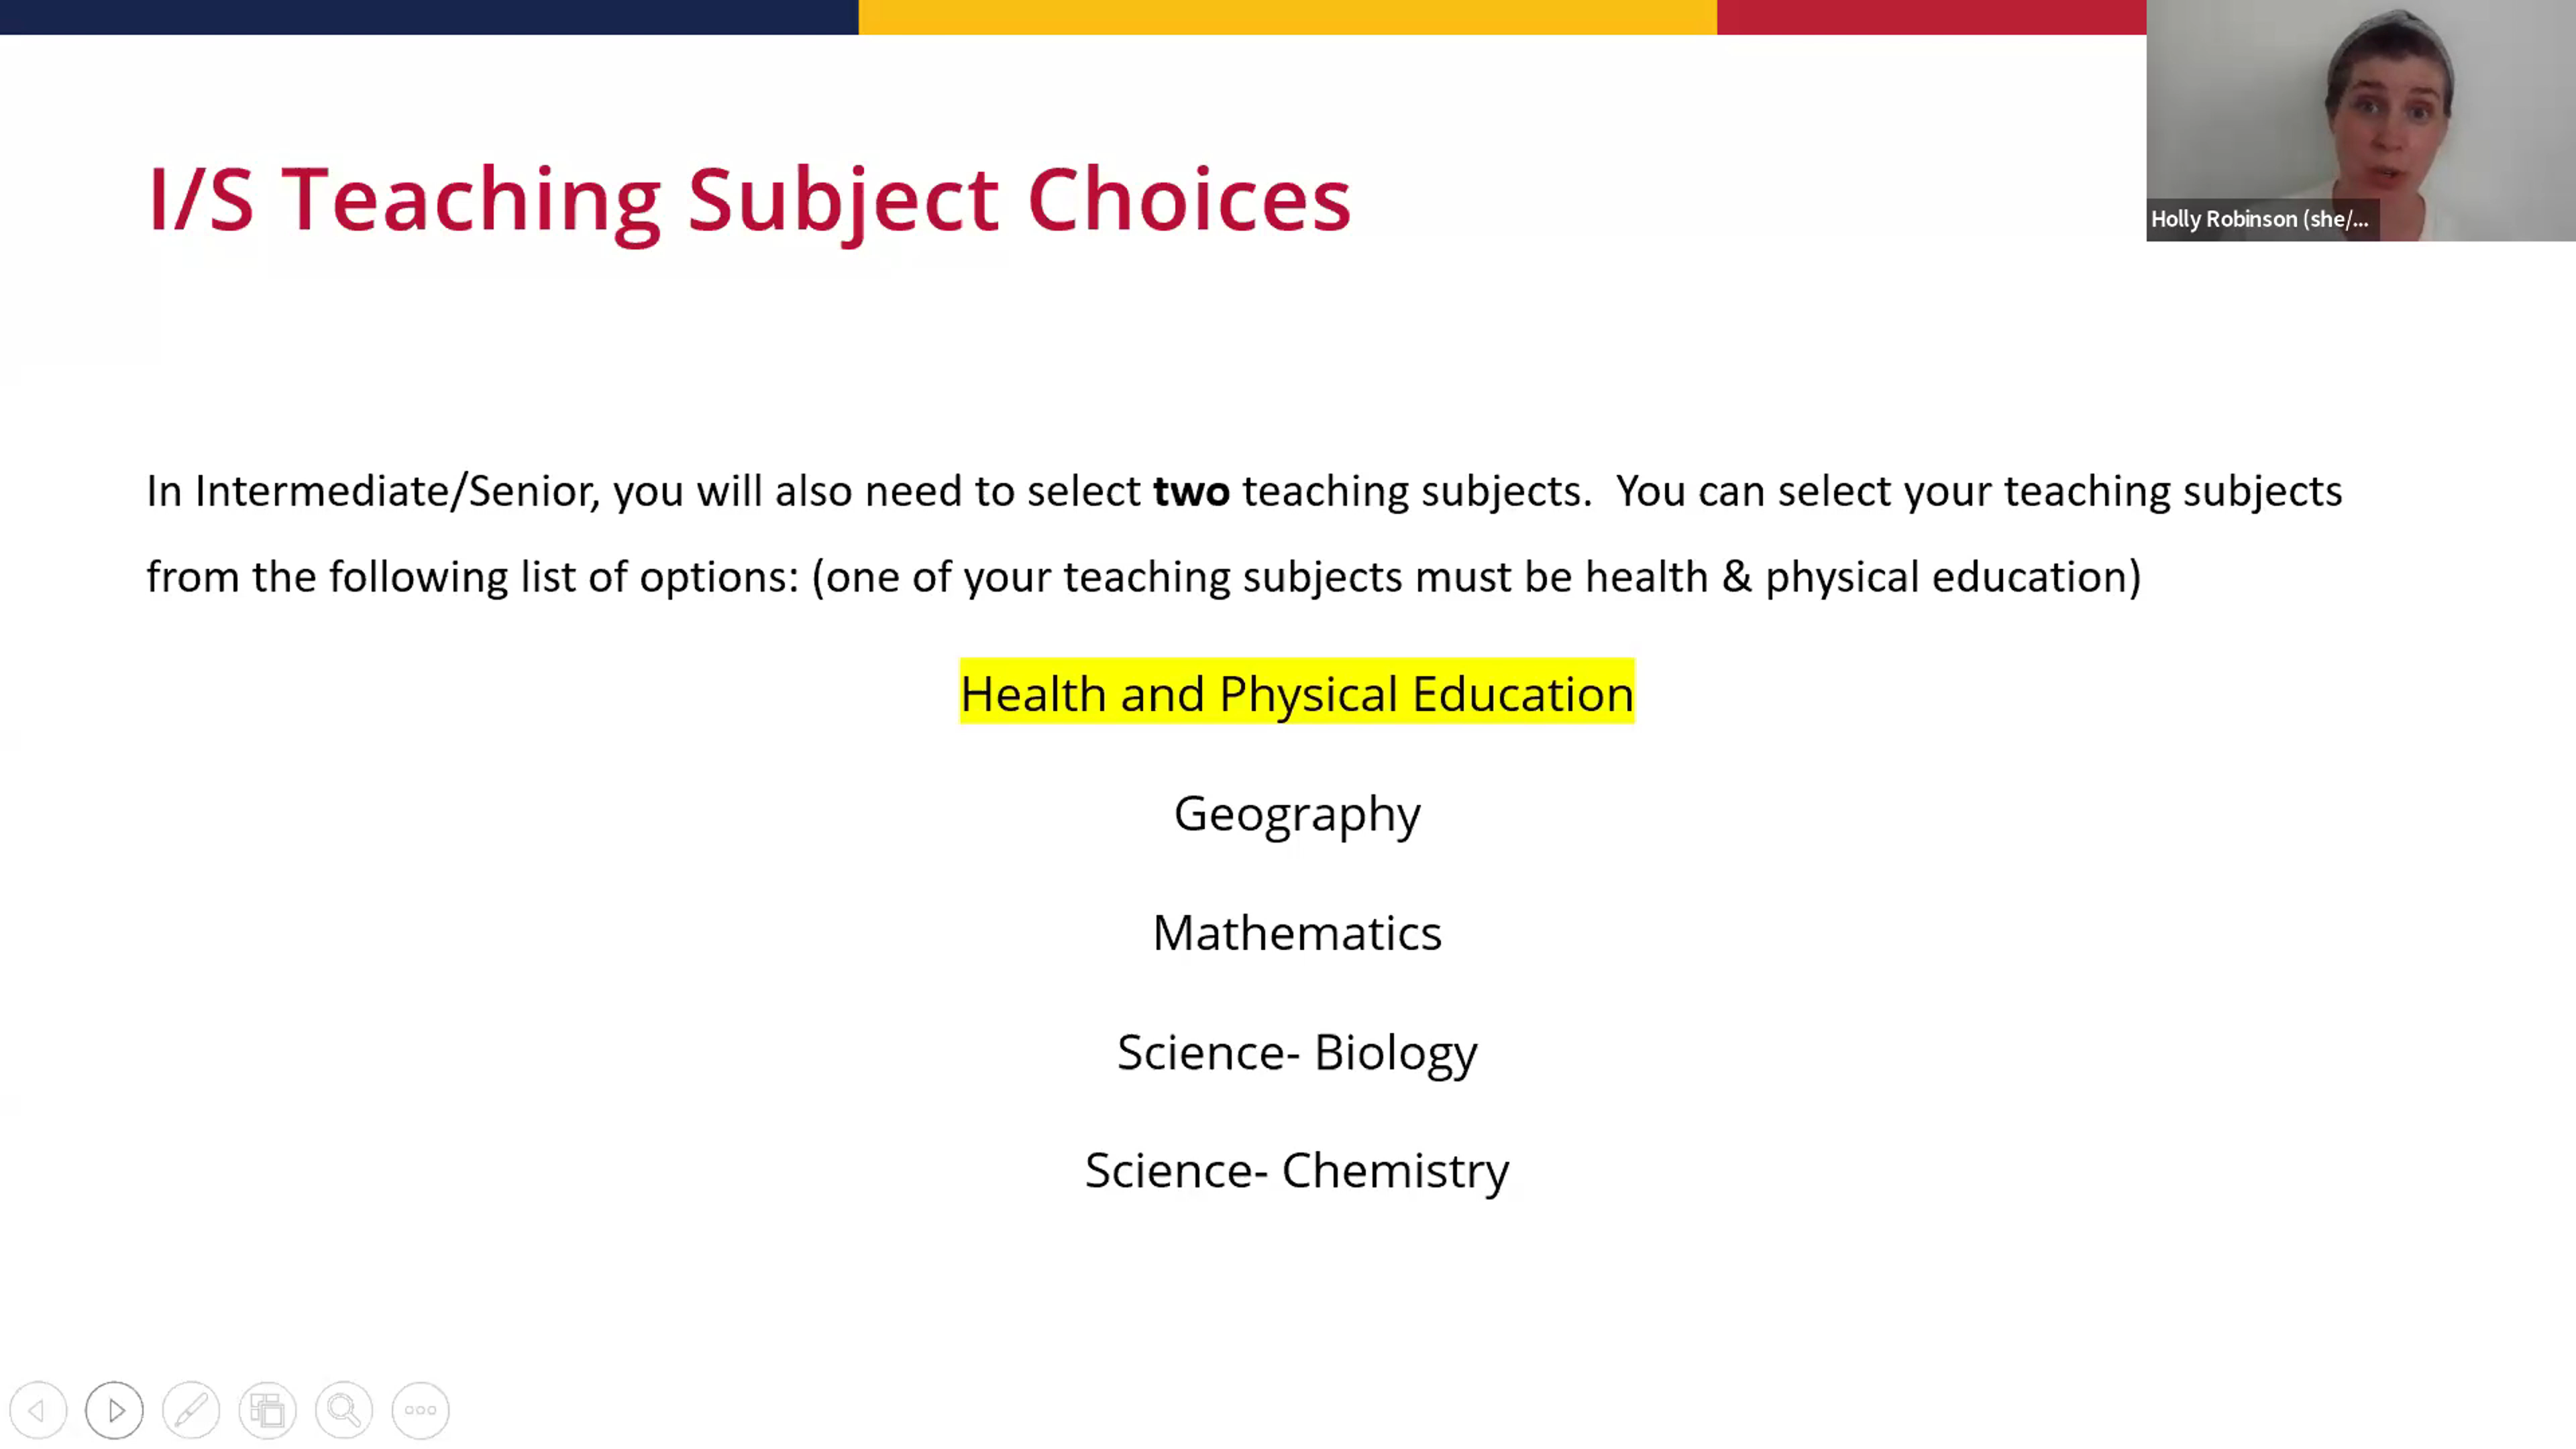 I/S Teaching Subject Choices
Holly Robinson (she/...
In Intermediate/Senior, you will also need to select two teaching subjects.  You can select your teaching subjects
from the following list of options: (one of your teaching subjects must be health & physical education)
Health and Physical Education
Geography
Mathematics
Science- Biology
Science- Chemistry